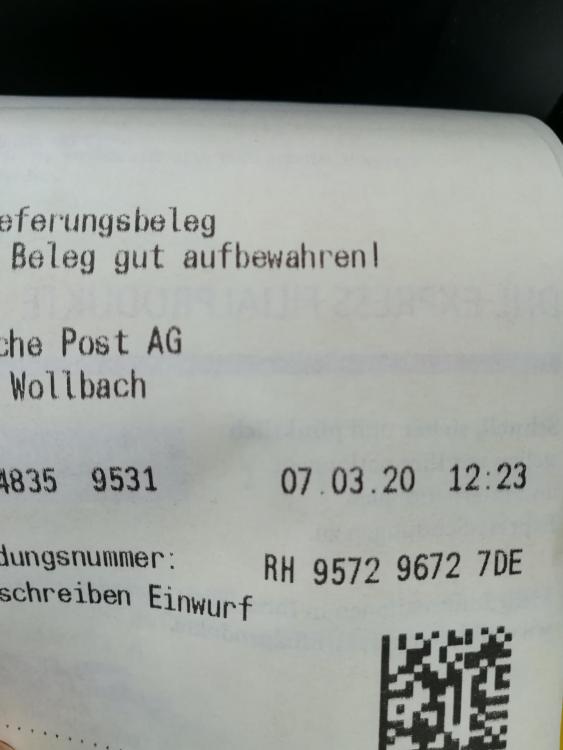 eferungsbeleg
Beleg gut aufbewahren!
che Post AG
Wollbach
4835 9531 07.03.20 12:23
dungsnummer: RH 9572 9672 7DE
schreiben Einwurf